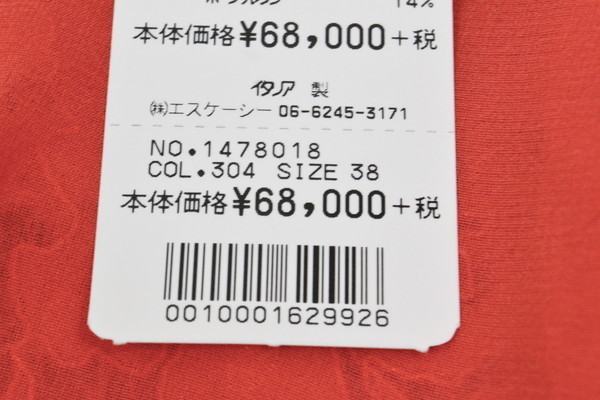 14%
本体価格¥68,000+税
イタリア 製
㈱エスケーシー 06-6245-3171
NO.1478018
COL.304 SIZE 38
本体価格¥68,000+税
0010001629926